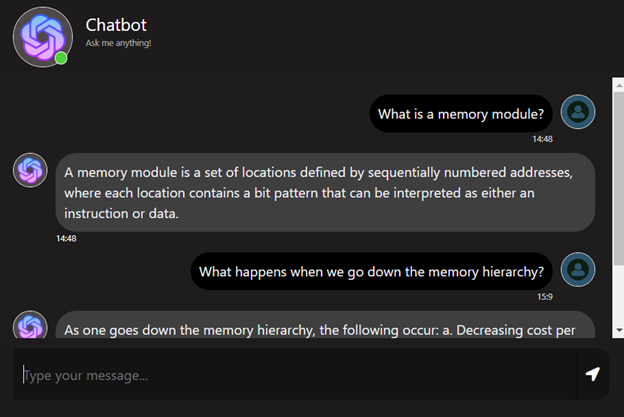 Chatbot
Ask me anything!
What is a memory module?
14:48
A memory module is a set of locations defined by sequentially numbered addresses,
where each location contains a bit pattern that can be interpreted as either an
instruction or data.
14:48
What happens when we go down the memory hierarchy?
15:9
As one goes down the memory hierarchy, the following occur: a. Decreasing cost per
Type your message...